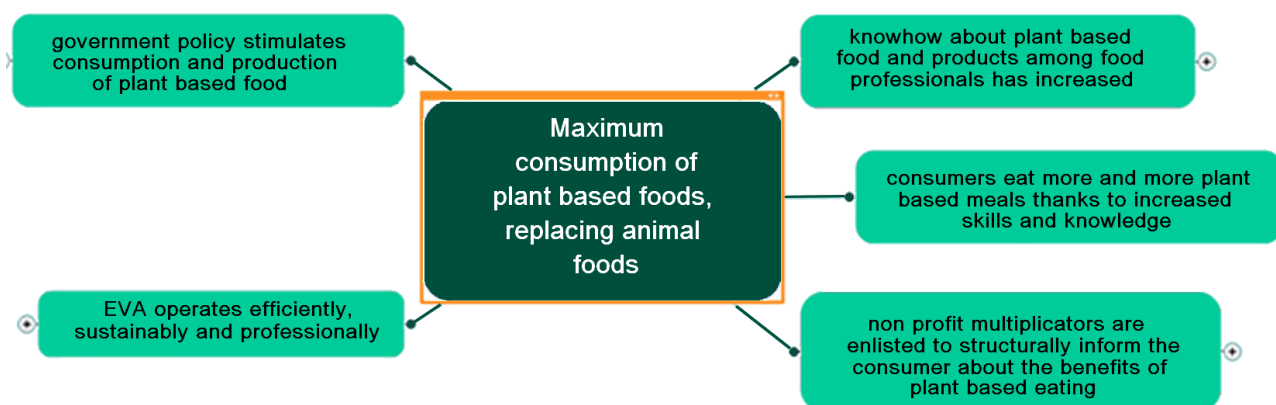 government policy stimulates
consumption and production
of plant based food
knowhow about plant based
food and products among food
professionals has increased
Maximum
consumption of
plant based foods,
replacing animal
foods
consumers eat more and more plant
based meals thanks to increased
skills and knowledge
EVA operates efficiently,
sustainably and professionally
non profit multiplicators are
enlisted to structurally inform the
consumer about the benefits of
plant based eating